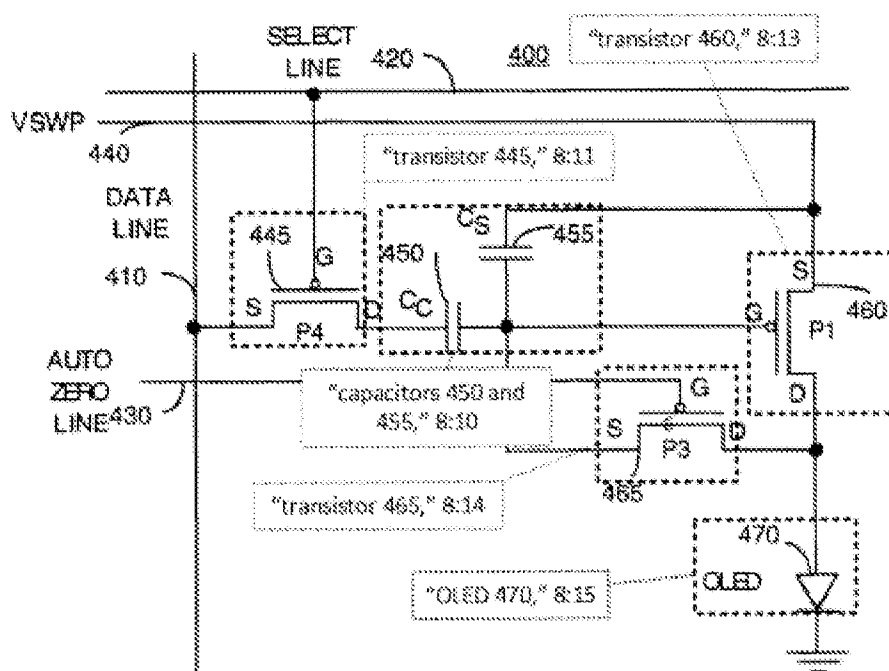 "transistor 460," 8:13
SELECT
LINE
420
400
VSWP
440
"transistor 445," 8:11
DATA
LINE
410
445
G
S
D
P4
450
CS
455
CC
S
G
P1
D
460
AUTO
ZERO
LINE
430
"capacitors 450 and
455," 8:10
G
S
D
P3
465
"transistor 465," 8:14
470
OLED
"OLED 470," 8:15